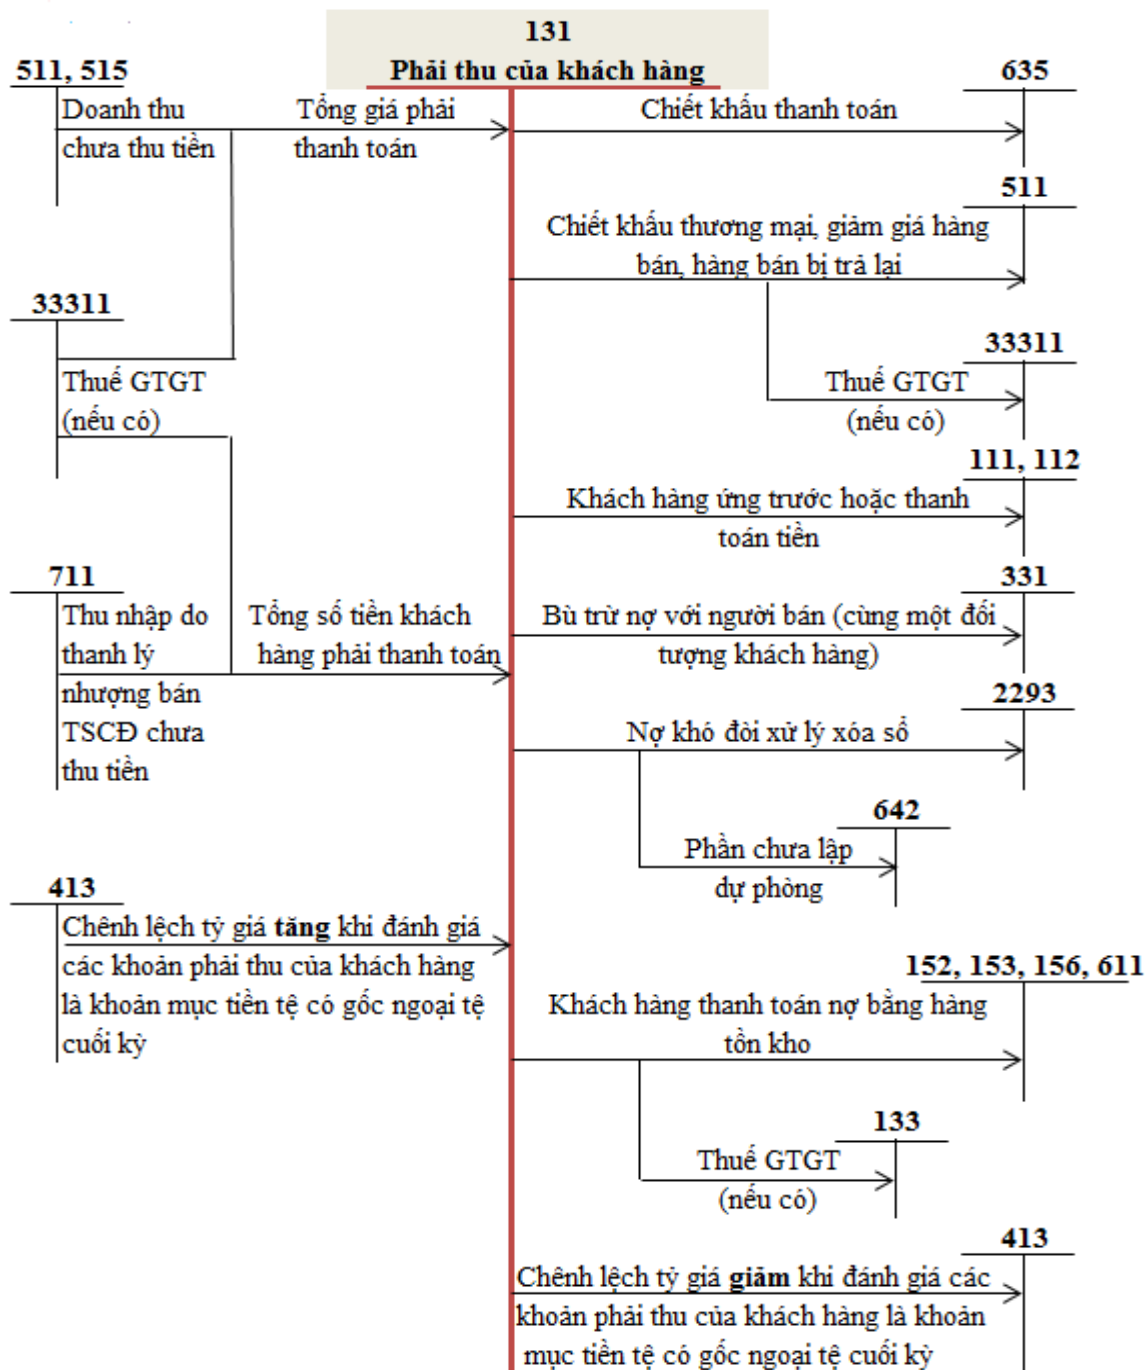 131
Phải thu của khách hàng
511, 515
Doanh thu
chưa thu tiền
Tổng giá phải
thanh toán
33311
Thuế GTGT
(nếu có)
711
Thu nhập do
thanh lý
nhượng bán
TSCĐ chưa
thu tiền
Tổng số tiền khách
hàng phải thanh toán
413
Chênh lệch tỷ giá tăng khi đánh giá
các khoản phải thu của khách hàng
là khoản mục tiền tệ có gốc ngoại tệ
cuối kỳ
635
Chiết khấu thanh toán
511
Chiết khấu thương mại, giảm giá hàng
bán, hàng bán bị trả lại
33311
Thuế GTGT
(nếu có)
111, 112
Khách hàng ứng trước hoặc thanh
toán tiền
331
Bù trừ nợ với người bán (cùng một đối
tượng khách hàng)
2293
Nợ khó đòi xử lý xóa sổ
642
Phần chưa lập
dự phòng
152, 153, 156, 611
Khách hàng thanh toán nợ bằng hàng
tồn kho
133
Thuế GTGT
(nếu có)
413
Chênh lệch tỷ giá giảm khi đánh giá các
khoản phải thu của khách hàng là khoản
mục tiền tệ có gốc ngoại tệ cuối kỳ